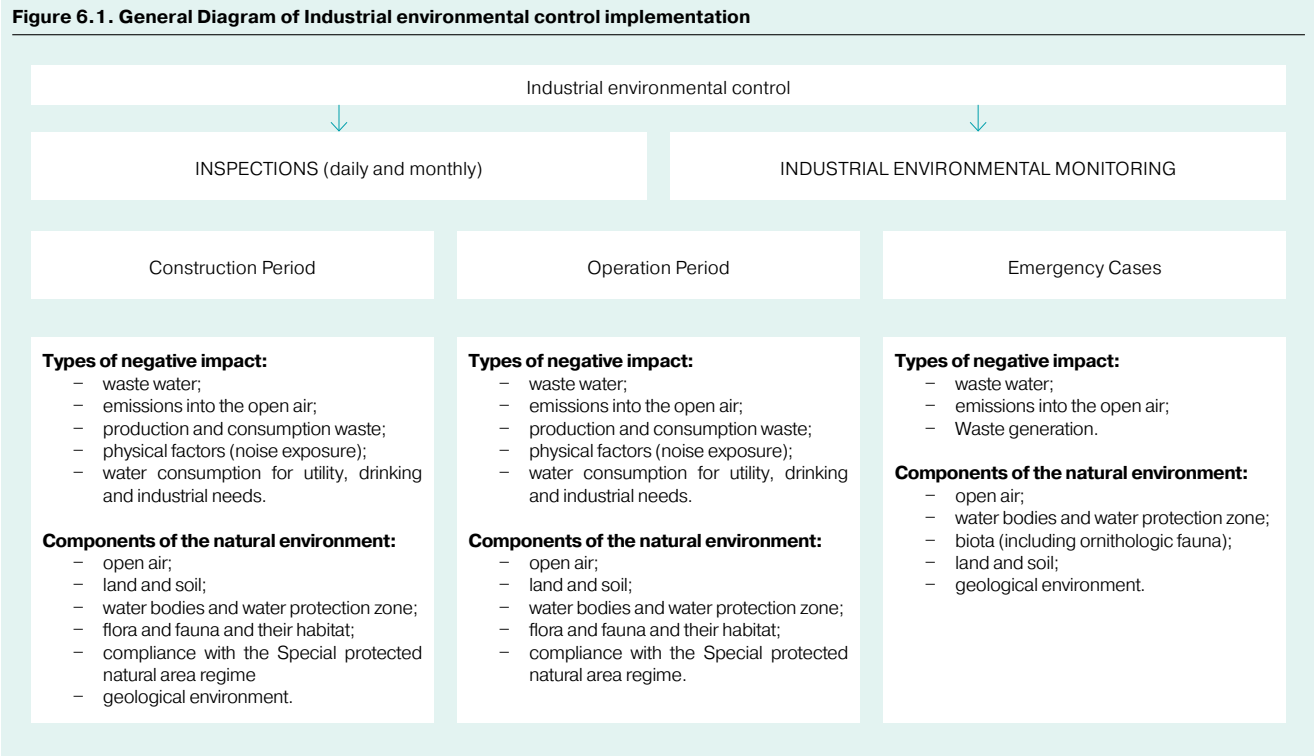 Figure 6.1. General Diagram of Industrial environmental control implementation
Industrial environmental control
INSPECTIONS (daily and monthly)
INDUSTRIAL ENVIRONMENTAL MONITORING
Construction Period
Operation Period
Emergency Cases
Types of negative impact:
– waste water;
– emissions into the open air;
– production and consumption waste;
– physical factors (noise exposure);
– water consumption for utility, drinking
and industrial needs.
Components of the natural environment:
– open air;
– land and soil;
– water bodies and water protection zone;
– flora and fauna and their habitat;
– compliance with the Special protected
natural area regime
– geological environment.
Types of negative impact:
– waste water;
– emissions into the open air;
– production and consumption waste;
– physical factors (noise exposure);
– water consumption for utility, drinking
and industrial needs.
Components of the natural environment:
– open air;
– land and soil;
– water bodies and water protection zone;
– flora and fauna and their habitat;
– compliance with the Special protected
natural area regime.
Types of negative impact:
– waste water;
– emissions into the open air;
– Waste generation.
Components of the natural environment:
– open air;
– water bodies and water protection zone;
– biota (including ornithologic fauna);
– land and soil;
– geological environment.